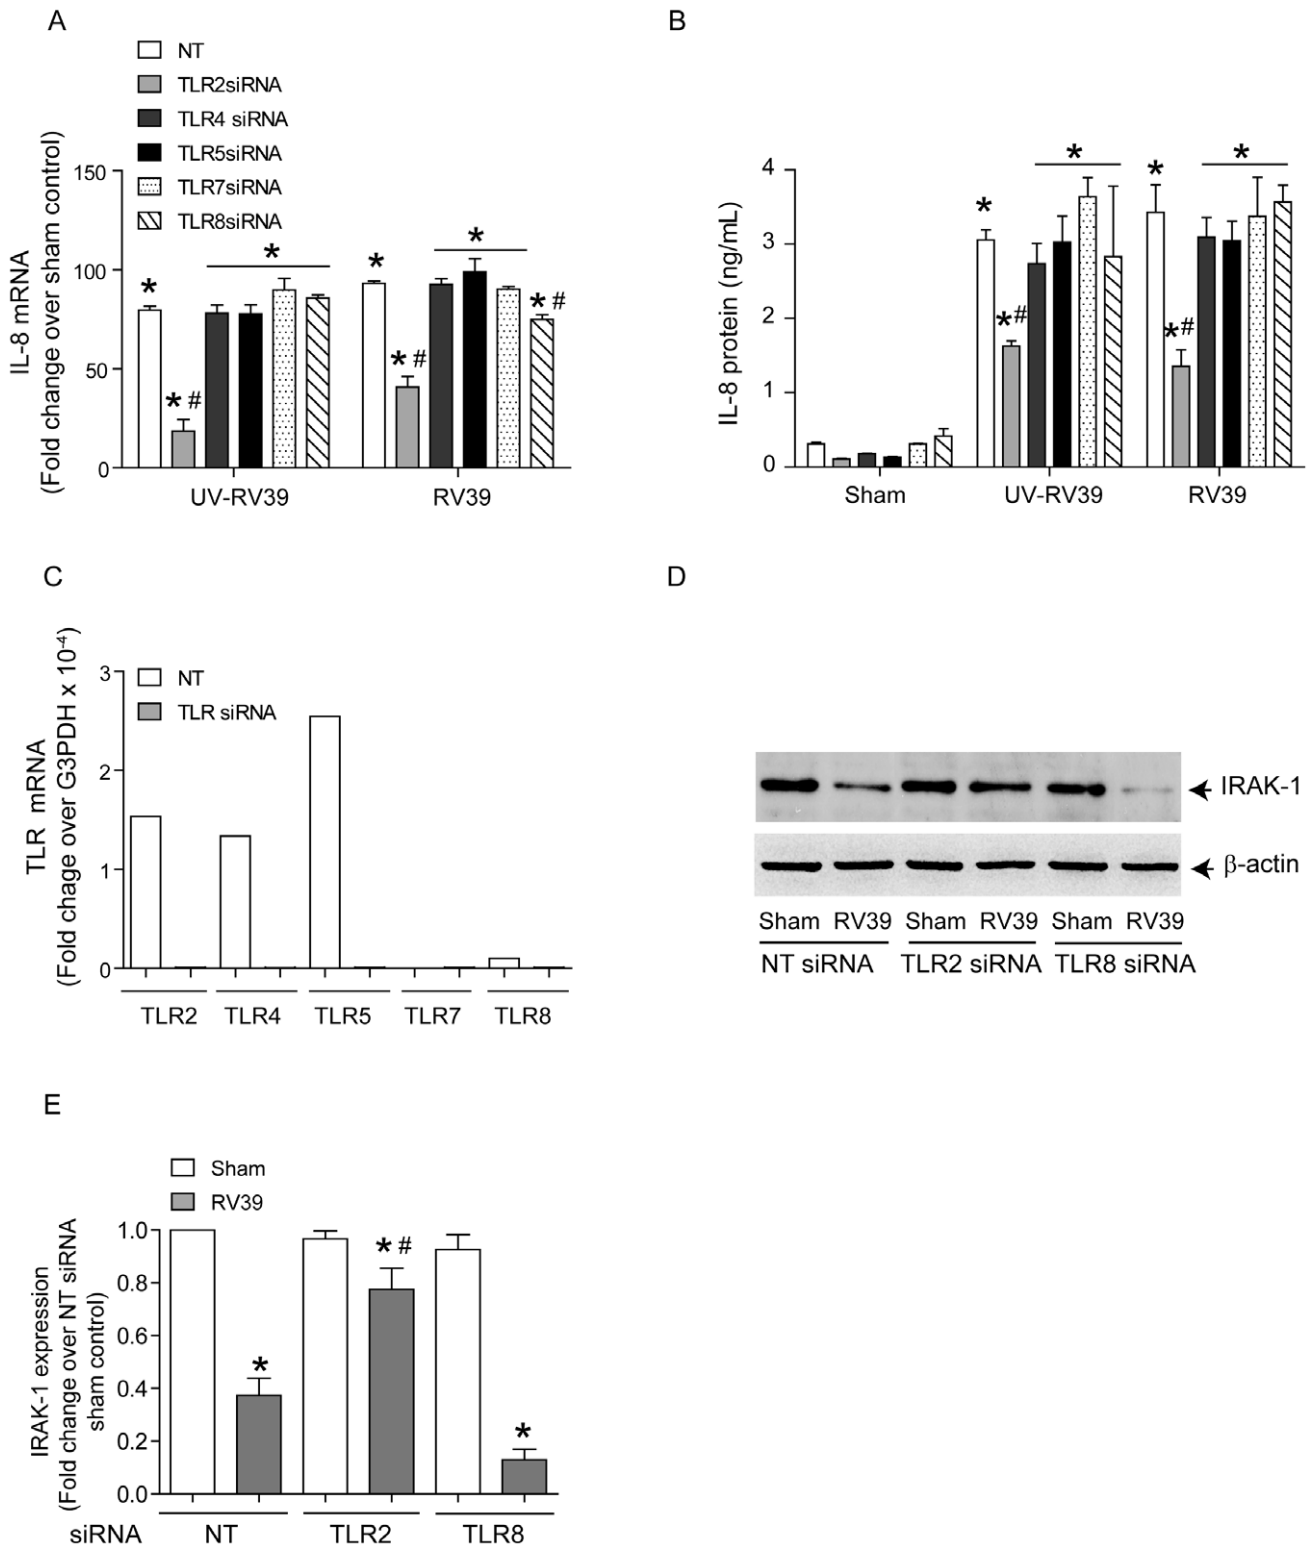 A
NT
TLR2siRNA
TLR4 siRNA
TLR5siRNA
TLR7siRNA
TLR8siRNA
IL-8 mRNA
(Fold change over sham control)
150
100
50
0
*
* #
*
*
* #
*
* #
UV-RV39
RV39
B
IL-8 protein (ng/mL)
4
3
2
1
0
*
*#
*
*
*#
*
Sham
UV-RV39
RV39
C
NT
TLR siRNA
TLR mRNA
(Fold chage over G3PDH x 10⁻⁴)
3
2
1
0
TLR2
TLR4
TLR5
TLR7
TLR8
D
IRAK-1
β-actin
Sham RV39 Sham RV39 Sham RV39
NT siRNA TLR2 siRNA TLR8 siRNA
E
Sham
RV39
IRAK-1 expression
(Fold change over NT siRNA
sham control)
1.0
0.8
0.6
0.4
0.2
0.0
*
* #
*
siRNA NT TLR2 TLR8